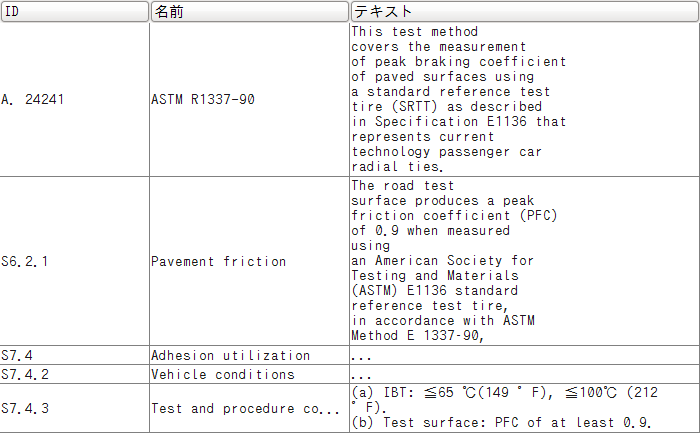 ID 名前 テキスト
This test method
covers the measurement
of peak braking coefficient
of paved surfaces using
a standard reference test
tire (SRTT) as described
A. 24241 ASTM R1337-90 in Specification E1136 that
represents current
technology passenger car
radial ties.
The road test
surface produces a peak
friction coefficient (PFC)
of 0.9 when measured
using
S6.2.1 Pavement friction an American Society for
Testing and Materials
(ASTM) E1136 standard
reference test tire,
in accordance with ASTM
Method E 1337-90,
S7.4 Adhesion utilization ...
S7.4.2 Vehicle conditions ...
S7.4.3 Test and procedure co... (a) IBT: ≦65 ℃(149 ° F), ≦100℃ (212
° F).
(b) Test surface: PFC of at least 0.9.